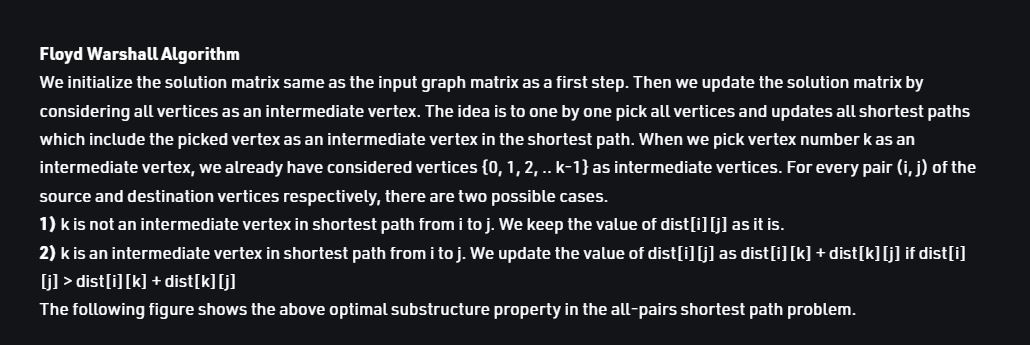 Floyd Warshall Algorithm
We initialize the solution matrix same as the input graph matrix as a first step. Then we update the solution matrix by
considering all vertices as an intermediate vertex. The idea is to one by one pick all vertices and updates all shortest paths
which include the picked vertex as an intermediate vertex in the shortest path. When we pick vertex number k as an
intermediate vertex, we already have considered vertices {0, 1, 2, .. k-1} as intermediate vertices. For every pair (i, j) of the
source and destination vertices respectively, there are two possible cases.
1) k is not an intermediate vertex in shortest path from i to j. We keep the value of dist[i][j] as it is.
2) k is an intermediate vertex in shortest path from i to j. We update the value of dist[i][j] as dist[i][k] + dist[k][j] if dist[i]
[j] > dist[i][k] + dist[k][j]
The following figure shows the above optimal substructure property in the all-pairs shortest path problem.